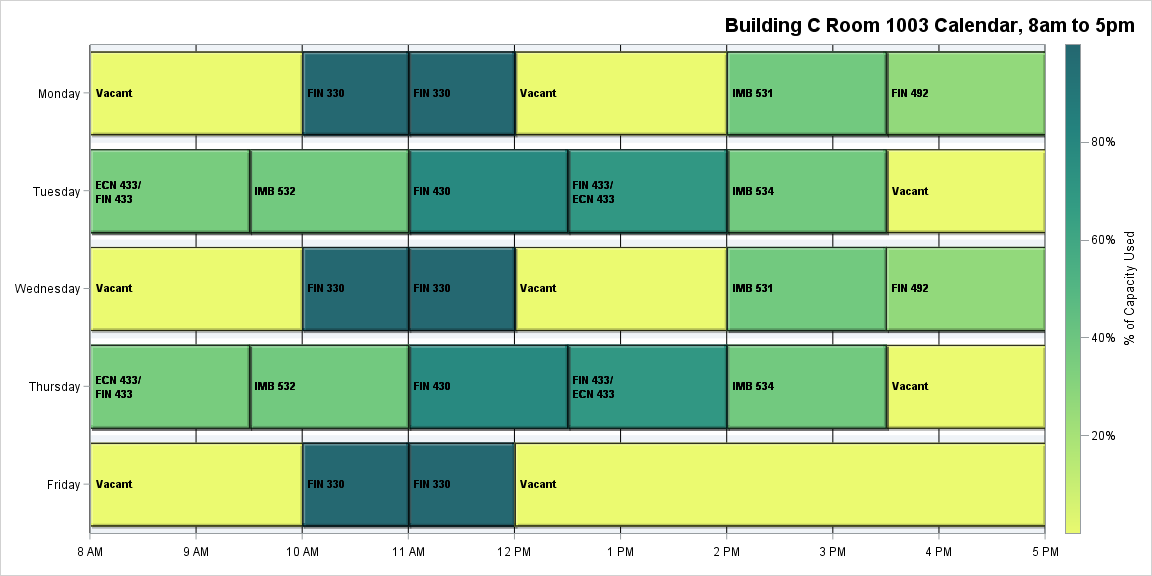 Building C Room 1003 Calendar, 8am to 5pm
Monday
Vacant
FIN 330
FIN 330
Vacant
IMB 531
FIN 492
Tuesday
ECN 433/
FIN 433
IMB 532
FIN 430
FIN 433/
ECN 433
IMB 534
Vacant
Wednesday
Vacant
FIN 330
FIN 330
Vacant
IMB 531
FIN 492
Thursday
ECN 433/
FIN 433
IMB 532
FIN 430
FIN 433/
ECN 433
IMB 534
Vacant
Friday
Vacant
FIN 330
FIN 330
Vacant
8 AM
9 AM
10 AM
11 AM
12 PM
1 PM
2 PM
3 PM
4 PM
5 PM
80%
60%
40%
20%
% of Capacity Used